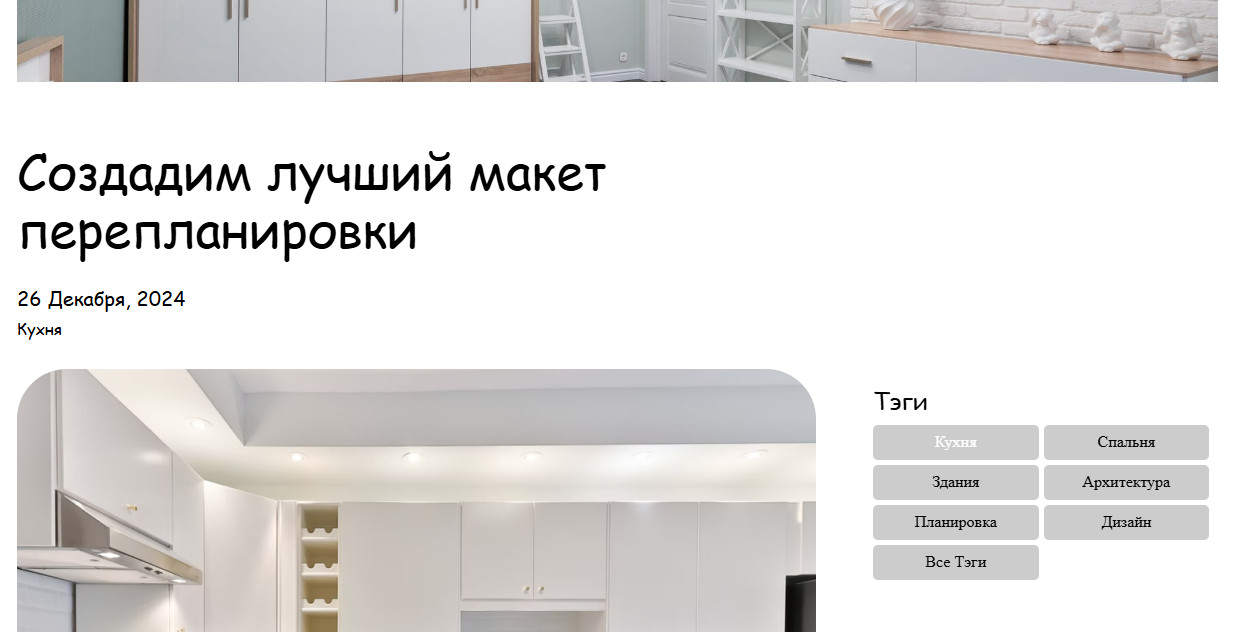 Создадим лучший макет
перепланировки
26 Декабря, 2024
Кухня
Тэги
Кухня
Спальня
Здания
Архитектура
Планировка
Дизайн
Все Тэги